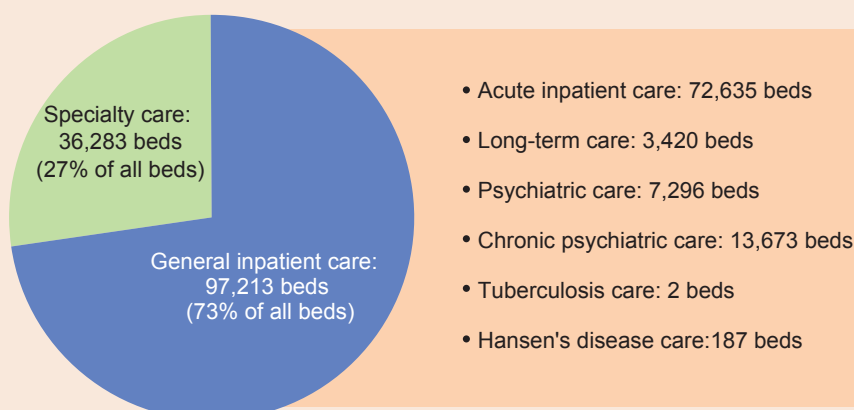 Specialty care:
36,283 beds
(27% of all beds)
General inpatient care:
97,213 beds
(73% of all beds)
• Acute inpatient care: 72,635 beds
• Long-term care: 3,420 beds
• Psychiatric care: 7,296 beds
• Chronic psychiatric care: 13,673 beds
• Tuberculosis care: 2 beds
• Hansen's disease care:187 beds